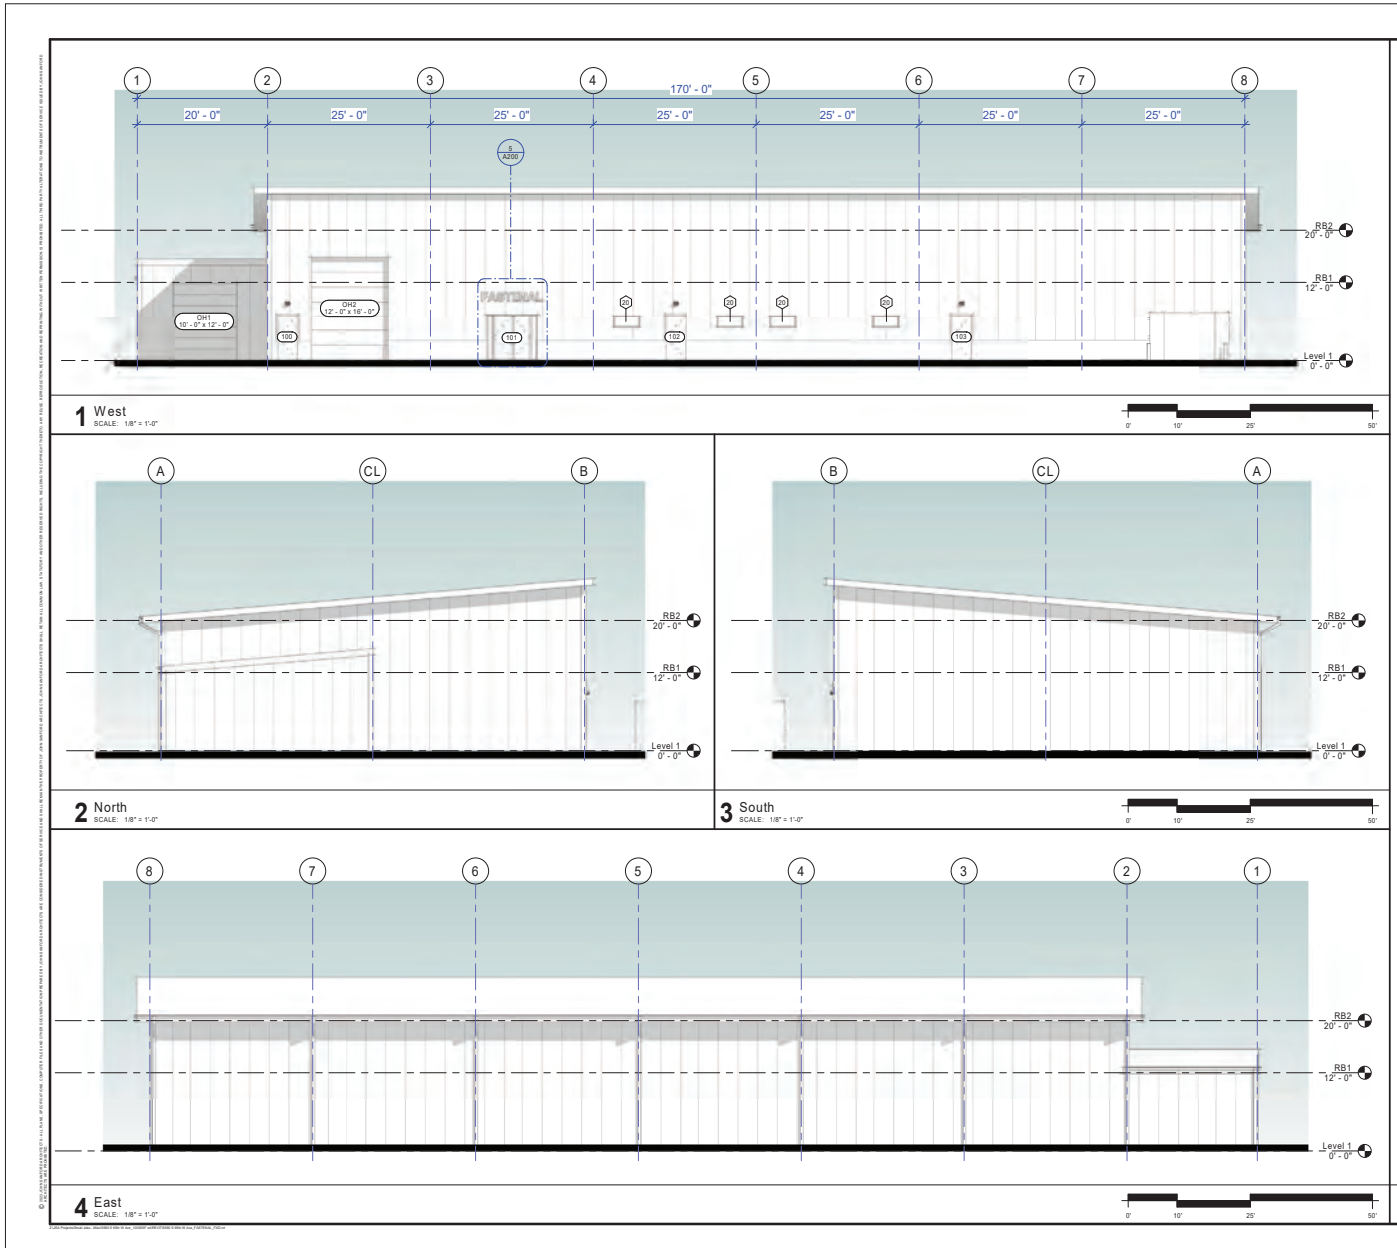 1 2 3 4 5 6 7 8
170' - 0"
20' - 0" 25' - 0" 25' - 0" 25' - 0" 25' - 0" 25' - 0" 25' - 0"
5
A200
RB2
20' - 0"
RB1
12' - 0"
FASTENAL
OH1
10' - 0" x 12' - 0"
OH2
12' - 0" x 16' - 0"
20 20 20 20
100 101 102 103
Level 1
0' - 0"
1 West
SCALE: 1/8" = 1'-0"
0' 10' 25' 50'
A CL B
RB2
20' - 0"
RB1
12' - 0"
Level 1
0' - 0"
2 North
SCALE: 1/8" = 1'-0"
B CL A
RB2
20' - 0"
RB1
12' - 0"
Level 1
0' - 0"
3 South
SCALE: 1/8" = 1'-0"
0' 10' 25' 50'
8 7 6 5 4 3 2 1
RB2
20' - 0"
RB1
12' - 0"
Level 1
0' - 0"
4 East
SCALE: 1/8" = 1'-0"
0' 10' 25' 50'